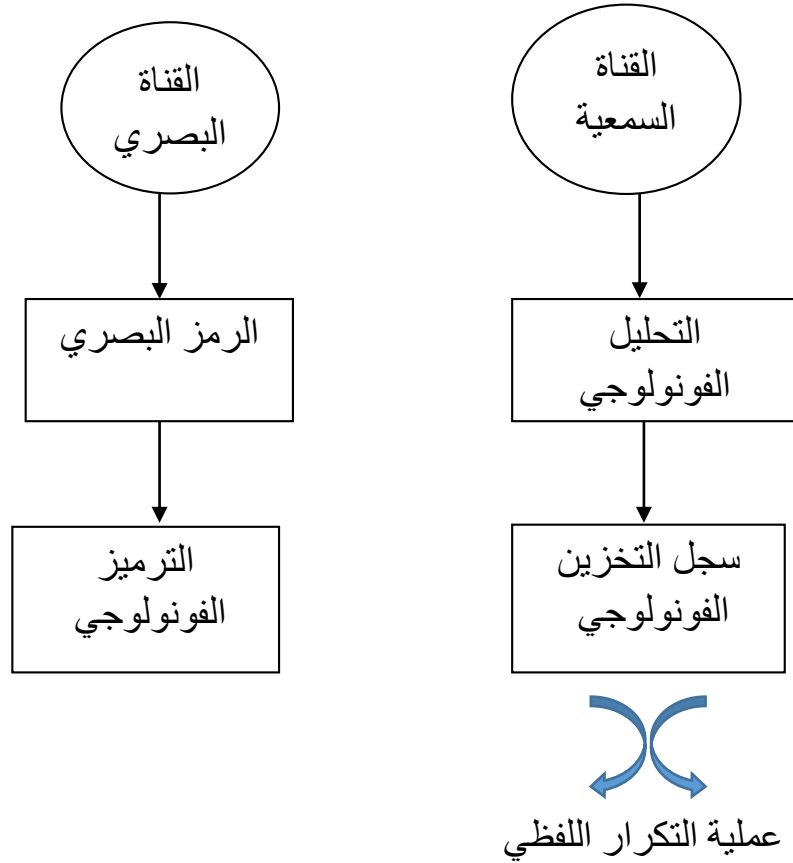 القناة
السمعية
القناة
البصري
التحليل
الفونولوجي
الرمز البصري
سجل التخزين
الفونولوجي
الترميز
الفونولوجي
عملية التكرار اللفظي